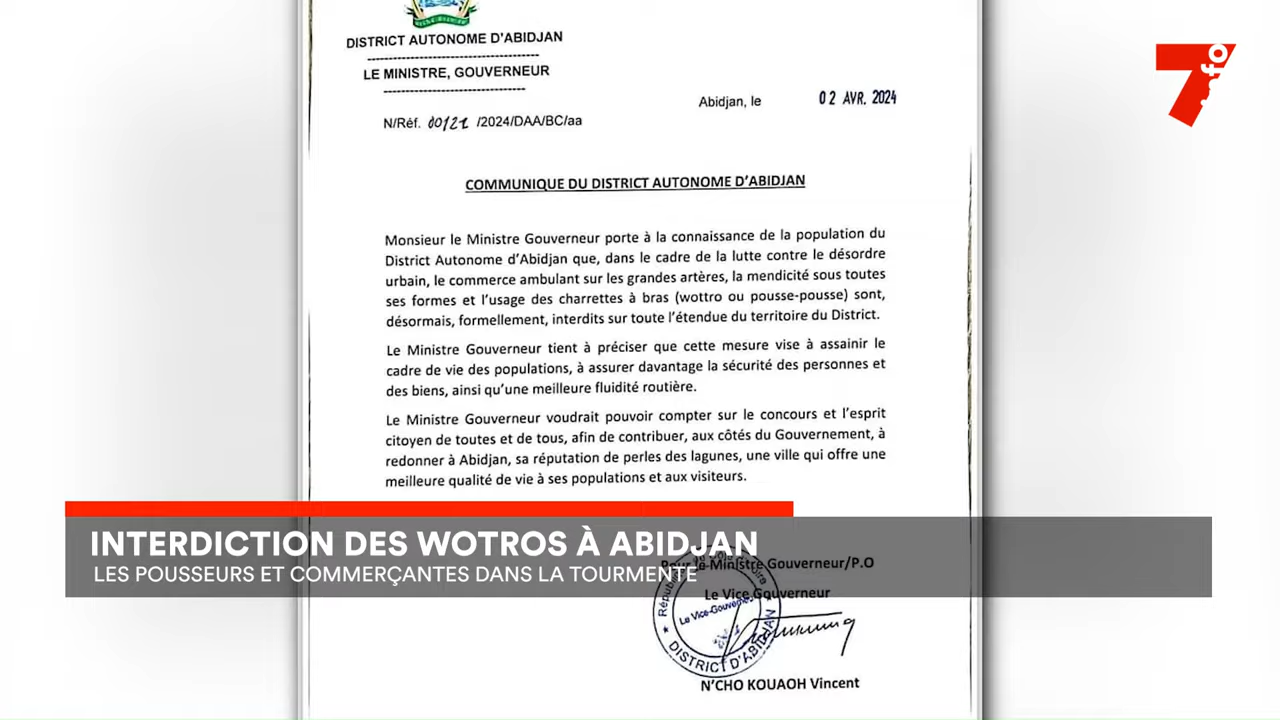 DISTRICT AUTONOME D'ABIDJAN
LE MINISTRE, GOUVERNEUR
Abidjan, le 02 AVR. 2024
N/Réf. 00121 /2024/DAA/BC/aa
7info
COMMUNIQUE DU DISTRICT AUTONOME D'ABIDJAN
Monsieur le Ministre Gouverneur porte à la connaissance de la population du
District Autonome d'Abidjan que, dans le cadre de la lutte contre le désordre
urbain, le commerce ambulant sur les grandes artères, la mendicité sous toutes
ses formes et l'usage des charrettes à bras (wottro ou pousse-pousse) sont,
désormais, formellement, interdits sur toute l'étendue du territoire du District.
Le Ministre Gouverneur tient à préciser que cette mesure vise à assainir le
cadre de vie des populations, à assurer davantage la sécurité des personnes et
des biens, ainsi qu'une meilleure fluidité routière.
Le Ministre Gouverneur voudrait pouvoir compter sur le concours et l'esprit
citoyen de toutes et de tous, afin de contribuer, aux côtés du Gouvernement, à
redonner à Abidjan, sa réputation de perles des lagunes, une ville qui offre une
meilleure qualité de vie à ses populations et aux visiteurs.
INTERDICTION DES WOTROS À ABIDJAN
LES POUSSEURS ET COMMERÇANTES DANS LA TOURMENTE
Pour le Ministre Gouverneur/P.O
Le Vice Gouverneur
Le Vice-Gouverneur
DISTRICT D'ABIDJAN
N'CHO KOUAOH Vincent